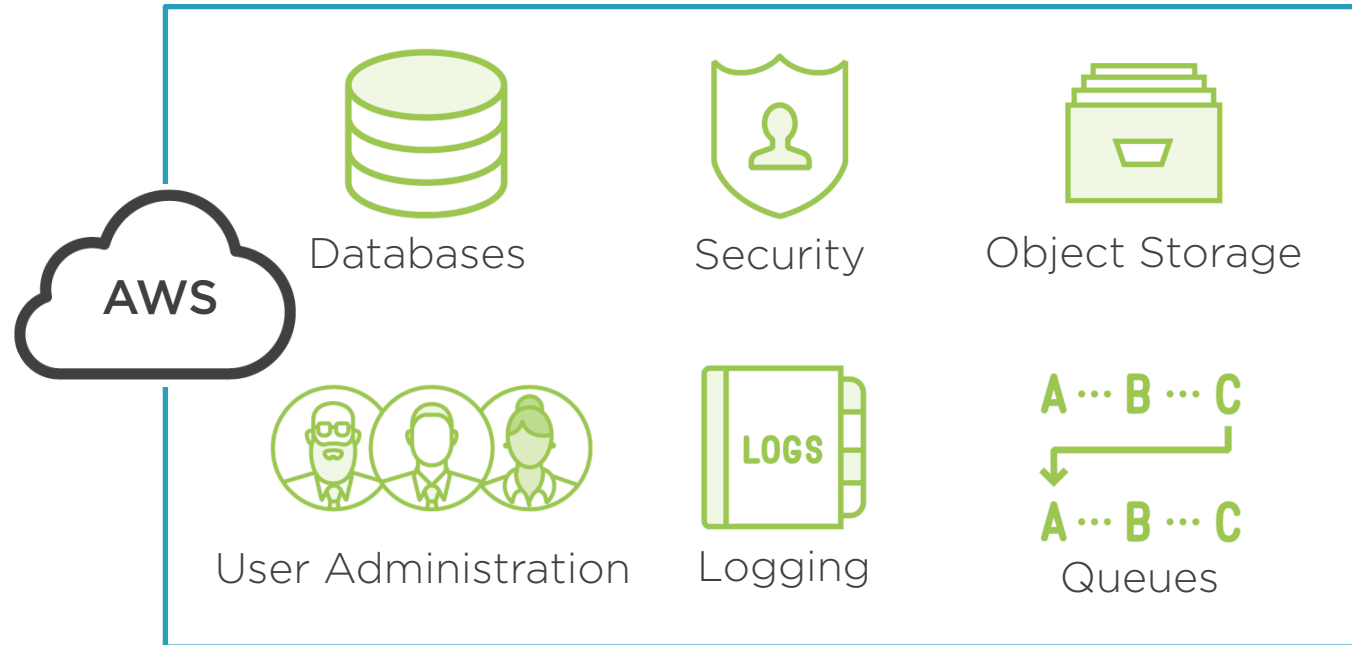 Databases
Security
Object Storage
AWS
LOGS
A ··· B ··· C
A ··· B ··· C
User Administration
Logging
Queues